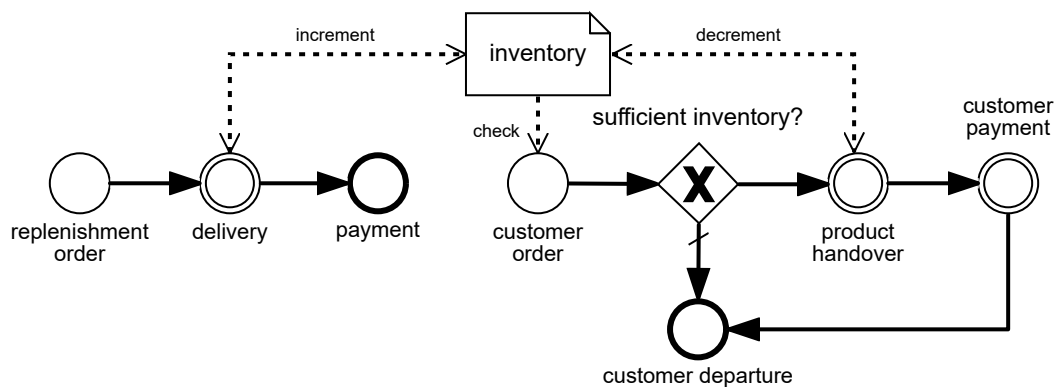 increment
inventory
decrement
check
sufficient inventory?
customer
payment
X
replenishment
order
delivery
payment
customer
order
product
handover
customer departure